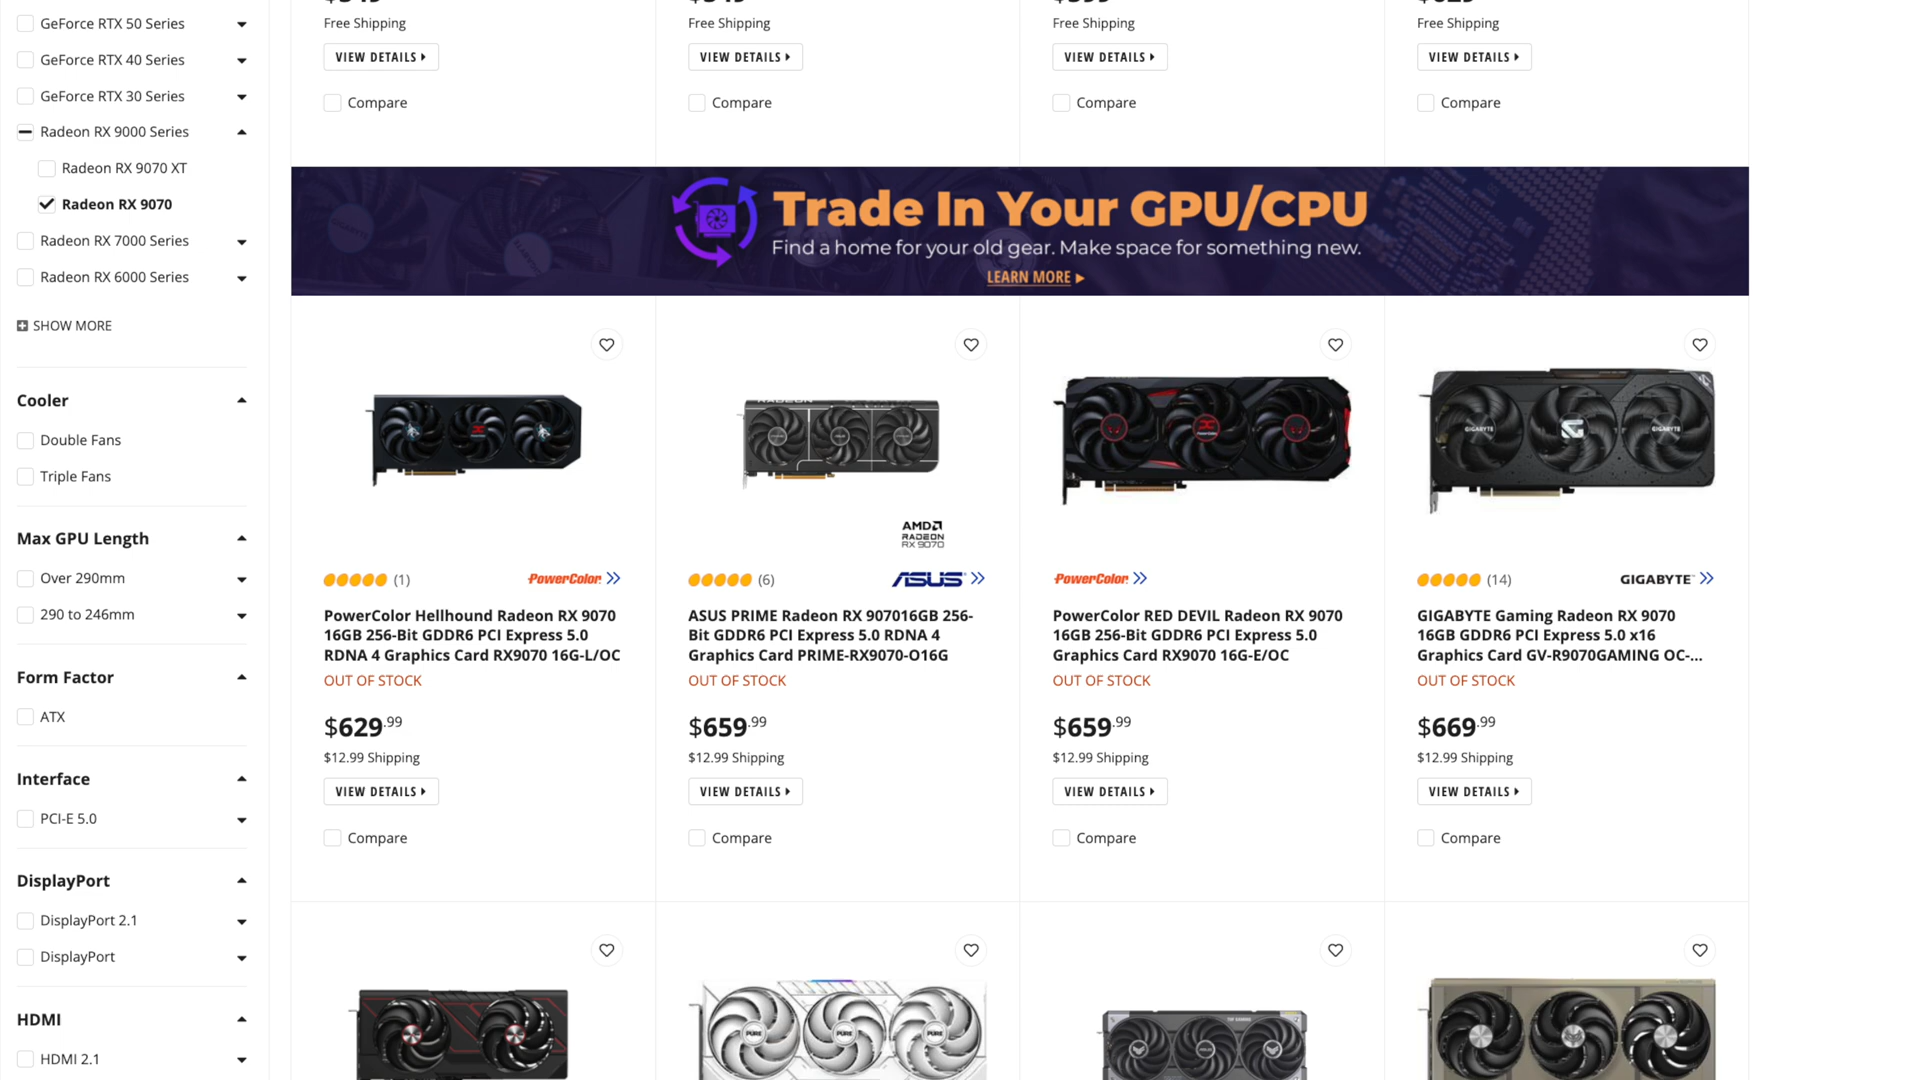 GeForce RTX 50 Series
GeForce RTX 40 Series
GeForce RTX 30 Series
Radeon RX 9000 Series
Radeon RX 9070 XT
Radeon RX 9070
Radeon RX 7000 Series
Radeon RX 6000 Series
SHOW MORE
Cooler
Double Fans
Triple Fans
Max GPU Length
Over 290mm
290 to 246mm
Form Factor
ATX
Interface
PCI-E 5.0
DisplayPort
DisplayPort 2.1
DisplayPort
HDMI
HDMI 2.1
Free Shipping
VIEW DETAILS
Compare
Free Shipping
VIEW DETAILS
Compare
Free Shipping
VIEW DETAILS
Compare
Free Shipping
VIEW DETAILS
Compare
Trade In Your GPU/CPU
Find a home for your old gear. Make space for something new.
LEARN MORE
(1)
PowerColor
PowerColor Hellhound Radeon RX 9070
16GB 256-Bit GDDR6 PCI Express 5.0
RDNA 4 Graphics Card RX9070 16G-L/OC
OUT OF STOCK
$629.99
$12.99 Shipping
VIEW DETAILS
Compare
RADEON
AMD
RADEON
RX 9070
(6)
ASUS
ASUS PRIME Radeon RX 907016GB 256-
Bit GDDR6 PCI Express 5.0 RDNA 4
Graphics Card PRIME-RX9070-O16G
OUT OF STOCK
$659.99
$12.99 Shipping
VIEW DETAILS
Compare
PowerColor
PowerColor RED DEVIL Radeon RX 9070
16GB 256-Bit GDDR6 PCI Express 5.0
Graphics Card RX9070 16G-E/OC
OUT OF STOCK
$659.99
$12.99 Shipping
VIEW DETAILS
Compare
GIGABYTE
GIGABYTE
(14)
GIGABYTE
GIGABYTE Gaming Radeon RX 9070
16GB GDDR6 PCI Express 5.0 x16
Graphics Card GV-R9070GAMING OC-...
OUT OF STOCK
$669.99
$12.99 Shipping
VIEW DETAILS
Compare
PURE
PURE
PURE